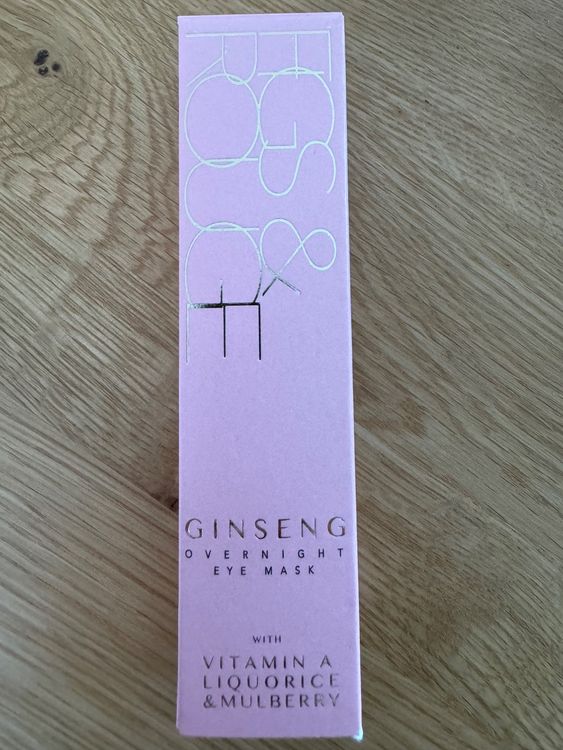 FIGS &
ROUGE
GINSENG
OVERNIGHT
EYE MASK
WITH
VITAMIN A
LIQUORICE
& MULBERRY